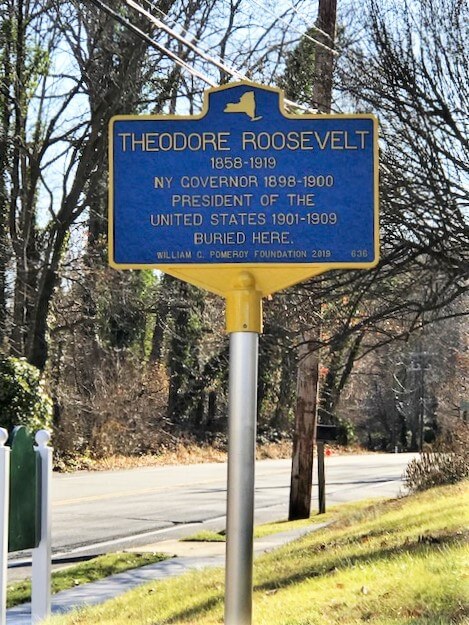 THEODORE ROOSEVELT
1858-1919
NY GOVERNOR 1898-1900
PRESIDENT OF THE
UNITED STATES 1901-1909
BURIED HERE.
WILLIAM C. POMEROY FOUNDATION 2019 636